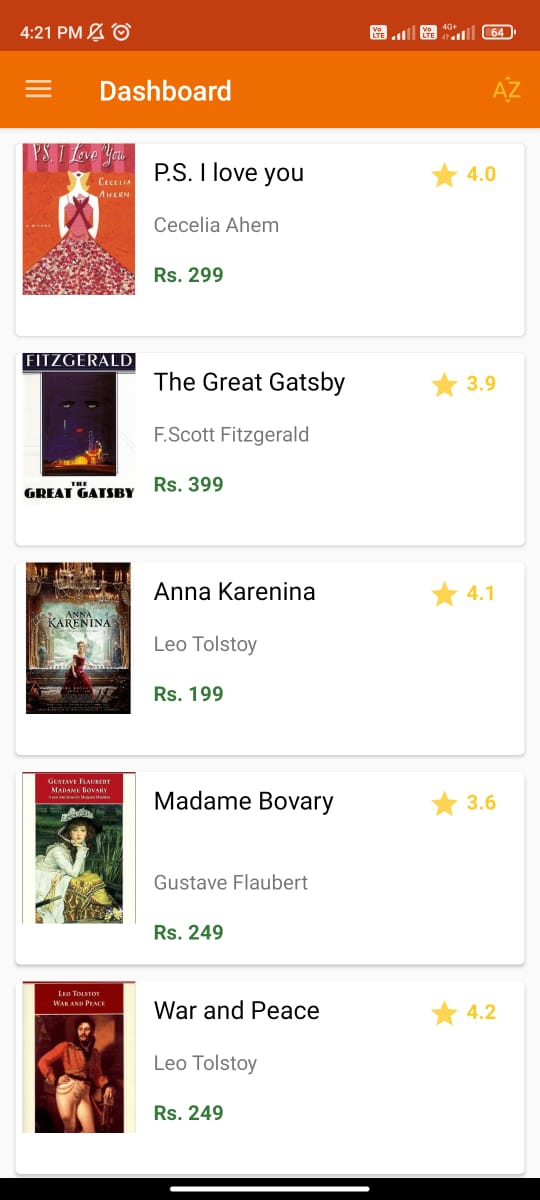 4:21 PM
Vo LTE
Vo LTE
4G+
64
Dashboard
AZ
P.S. I Love You
CECELIA
AHERN
A NOVEL
P.S. I love you
4.0
Cecelia Ahem
Rs. 299
FITZGERALD
THE
GREAT GATSBY
The Great Gatsby
3.9
F.Scott Fitzgerald
Rs. 399
ANNA
KARENINA
Anna Karenina
4.1
Leo Tolstoy
Rs. 199
GUSTAVE FLAUBERT
MADAME BOVARY
Madame Bovary
3.6
Gustave Flaubert
Rs. 249
LEO TOLSTOY
WAR AND PEACE
War and Peace
4.2
Leo Tolstoy
Rs. 249